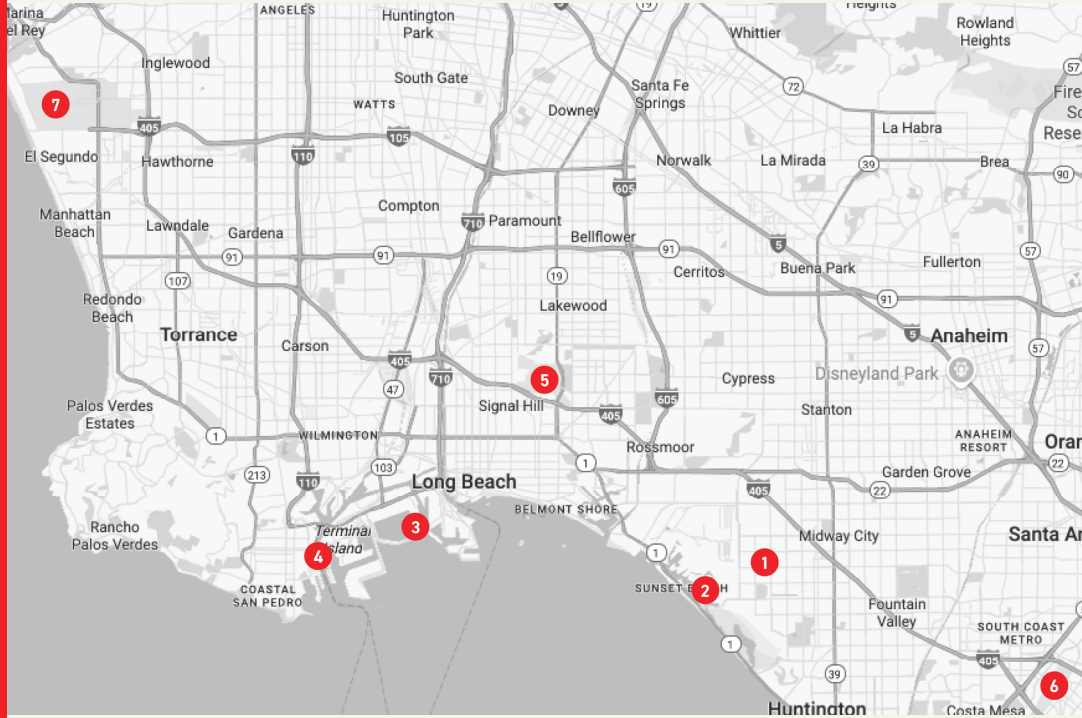 Marina
el Rey
ANGELES
Huntington
Park
19
Whittier
Heights
Rowland
Heights
Inglewood
South Gate
57
7
WATTS
Santa Fe
Springs
72
Downey
405
105
110
La Habra
El Segundo
Hawthorne
Norwalk
La Mirada
39
Brea
90
605
Compton
Manhattan
Beach
Lawndale
Gardena
710
Paramount
Bellflower
91
91
91
5
57
Cerritos
Buena Park
Fullerton
107
19
Redondo
Beach
Lakewood
91
Torrance
Carson
5
Anaheim
57
405
710
5
Cypress
Disneyland Park
47
605
Palos Verdes
Estates
Signal Hill
405
Stanton
1
WILMINGTON
Rossmoor
ANAHEIM
RESORT
213
103
1
22
110
Long Beach
Garden Grove
22
405
BELMONT SHORE
Rancho
Palos Verdes
Terminal
Island
3
Midway City
Santa A
4
1
1
COASTAL
SAN PEDRO
SUNSET
2
Fountain
Valley
SOUTH COAST
METRO
1
405
39
6
Huntington
Costa Mesa